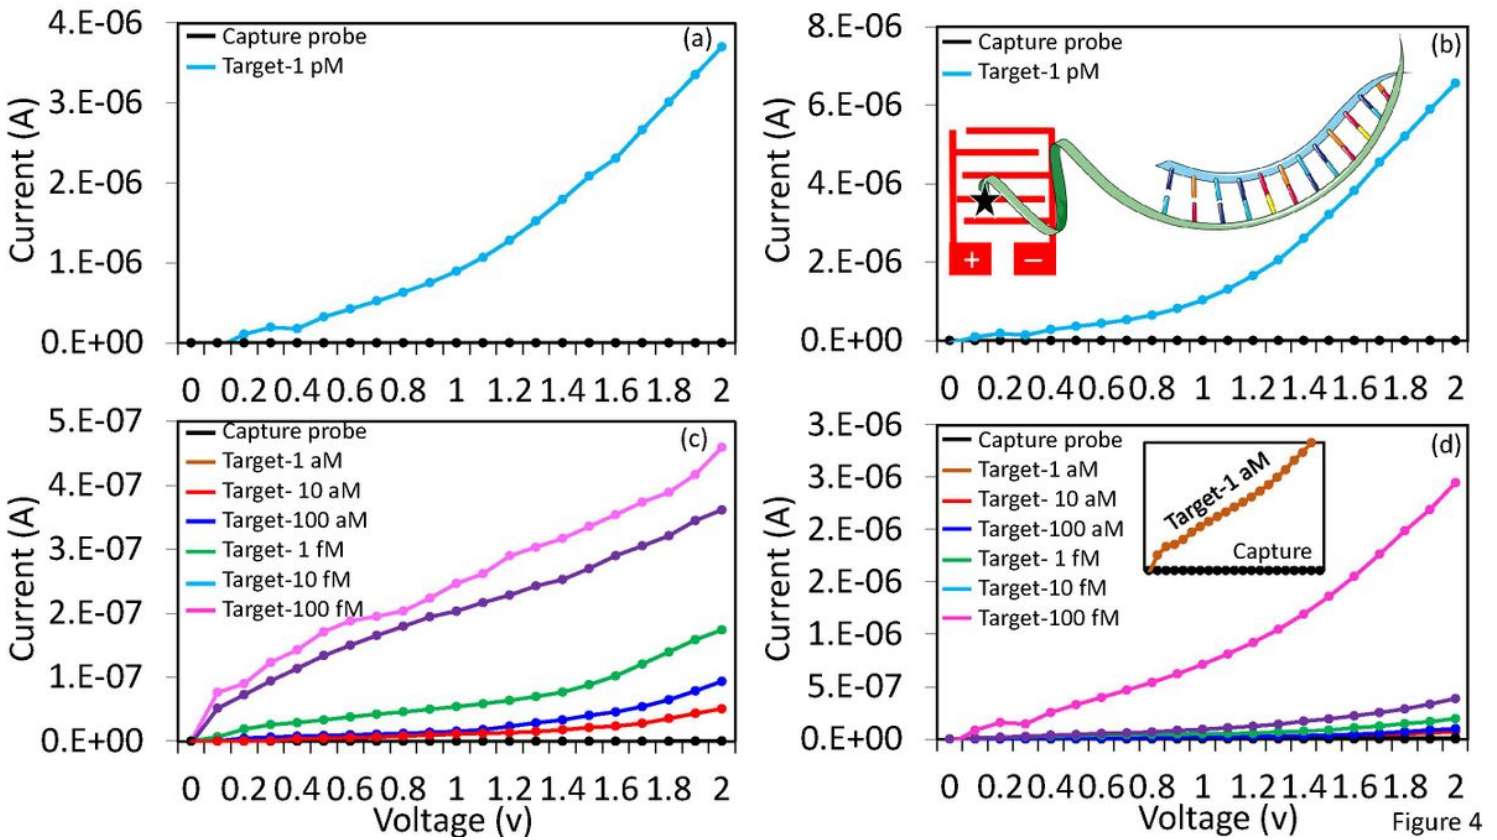 4.E-06
3.E-06
2.E-06
1.E-06
0.E+00
Current (A)
Capture probe
Target-1 pM
(a)
0 0.2 0.4 0.6 0.8 1 1.2 1.4 1.6 1.8 2
8.E-06
6.E-06
4.E-06
2.E-06
0.E+00
Current (A)
Capture probe
Target-1 pM
(b)
+ −
0 0.2 0.4 0.6 0.8 1 1.2 1.4 1.6 1.8 2
5.E-07
4.E-07
3.E-07
2.E-07
1.E-07
0.E+00
Current (A)
Capture probe
Target-1 aM
Target- 10 aM
Target-100 aM
Target- 1 fM
Target-10 fM
Target-100 fM
(c)
0 0.2 0.4 0.6 0.8 1 1.2 1.4 1.6 1.8 2
Voltage (v)
3.E-06
3.E-06
2.E-06
2.E-06
1.E-06
5.E-07
0.E+00
Current (A)
Capture probe
Target-1 aM
Target- 10 aM
Target-100 aM
Target- 1 fM
Target-10 fM
Target-100 fM
Target-1 aM
Capture
(d)
0 0.2 0.4 0.6 0.8 1 1.2 1.4 1.6 1.8 2
Voltage (v)
Figure 4